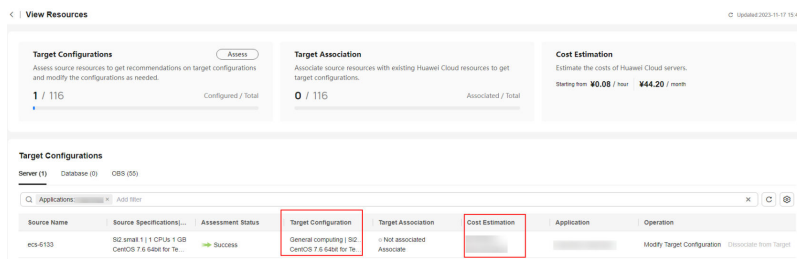 < | View Resources
Updated:2023-11-17 15:4
Target Configurations
Assess
Assess source resources to get recommendations on target configurations
and modify the configurations as needed.
1 / 116
Configured / Total
Target Association
Associate source resources with existing Huawei Cloud resources to get
target configurations.
0 / 116
Associated / Total
Cost Estimation
Estimate the costs of Huawei Cloud servers.
Starting from ¥0.08 / hour ¥44.20 / month
Target Configurations
Server (1) Database (0) OBS (55)
Applications: × Add filter ×
Source Name Source Specifications|... Assessment Status Target Configuration Target Association Cost Estimation Application Operation
ecs-6133
SI2.small.1 | 1 CPUs 1 GB
CentOS 7.6 64bit for Te...
Success
General computing | SI2...
CentOS 7.6 64bit for Te...
Not associated
Associate
Modify Target Configuration Dissociate from Target